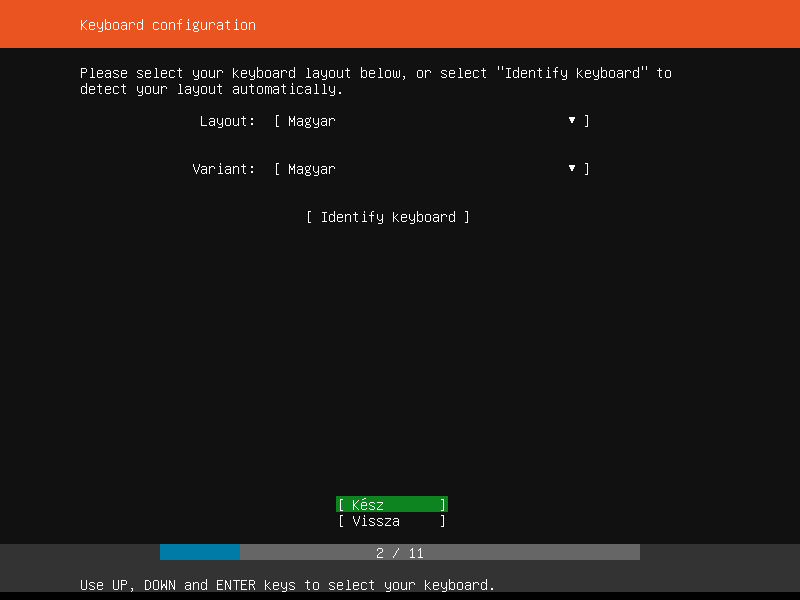 Keyboard configuration
Please select your keyboard layout below, or select "Identify keyboard" to
detect your layout automatically.
Layout: [ Magyar ▼ ]
Variant: [ Magyar ▼ ]
[ Identify keyboard ]
[ Kész ]
[ Vissza ]
2 / 11
Use UP, DOWN and ENTER keys to select your keyboard.